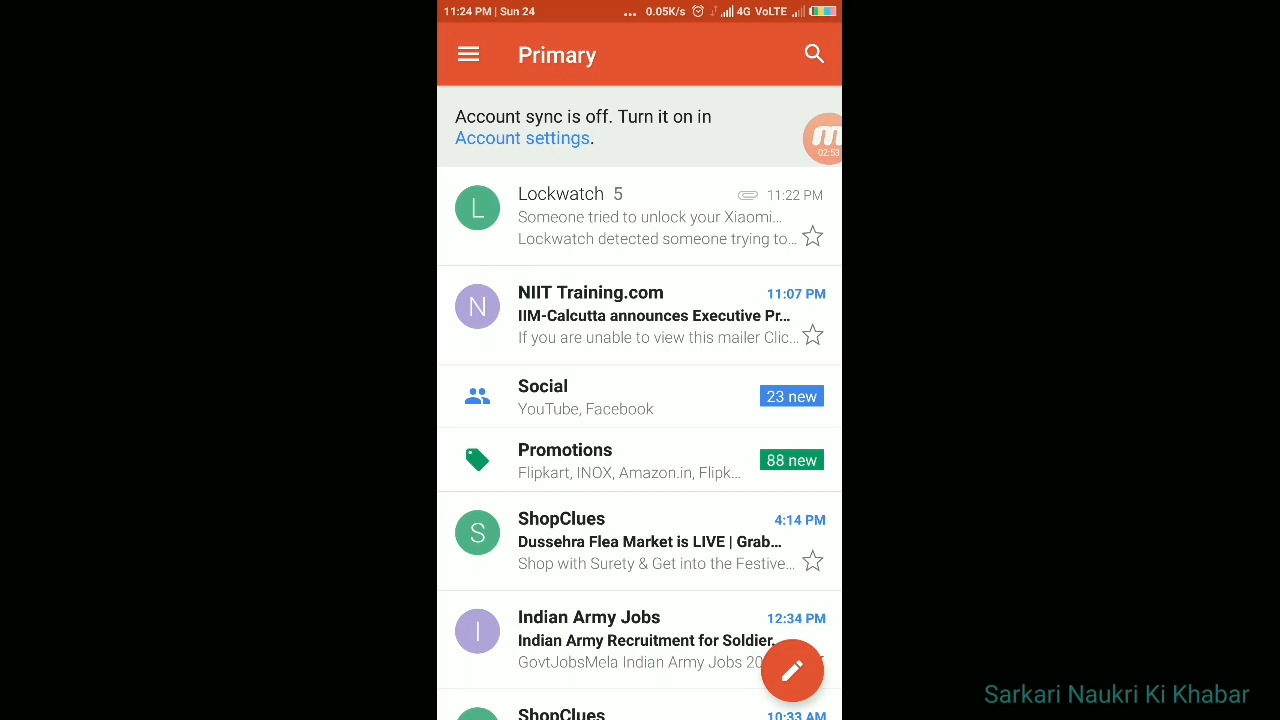 11:24 PM | Sun 24
... 0.05K/s 4G VoLTE
Primary
Account sync is off. Turn it on in
Account settings.
02:53
L
Lockwatch 5 11:22 PM
Someone tried to unlock your Xiaomi...
Lockwatch detected someone trying to...
N
NIIT Training.com 11:07 PM
IIM-Calcutta announces Executive Pr...
If you are unable to view this mailer Clic...
Social
23 new
YouTube, Facebook
Promotions
88 new
Flipkart, INOX, Amazon.in, Flipk...
S
ShopClues 4:14 PM
Dussehra Flea Market is LIVE | Grab...
Shop with Surety & Get into the Festive...
I
Indian Army Jobs 12:34 PM
Indian Army Recruitment for Soldier.
GovtJobsMela Indian Army Jobs 20
ShopClues 10:33 AM
Sarkari Naukri Ki Khabar